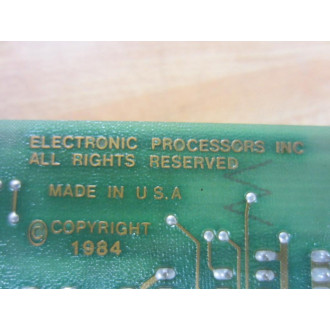 ELECTRONIC PROCESSORS INC
ALL RIGHTS RESERVED
MADE IN U.S.A
© COPYRIGHT
1984